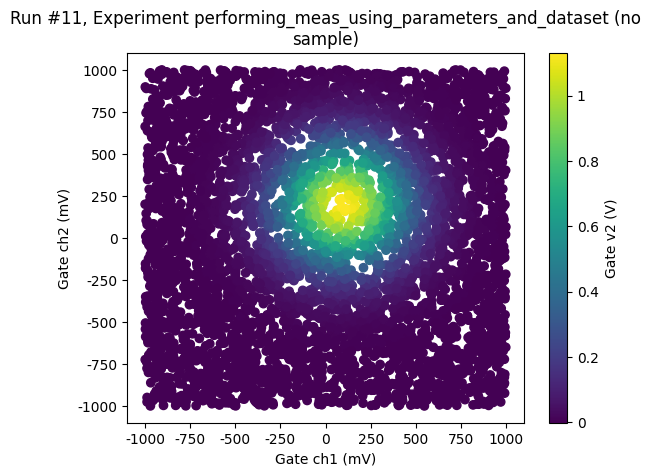 Run #11, Experiment performing_meas_using_parameters_and_dataset (no
sample)
1000
750
500
250
0
-250
-500
-750
-1000
Gate ch2 (mV)
-1000 -750 -500 -250 0 250 500 750 1000
Gate ch1 (mV)
1
0.8
0.6
0.4
0.2
0
Gate v2 (V)